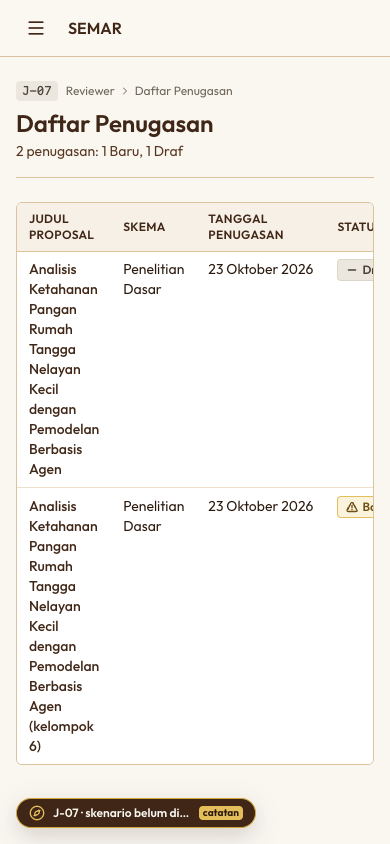 SEMAR
J-07 Reviewer > Daftar Penugasan
Daftar Penugasan
2 penugasan: 1 Baru, 1 Draf
JUDUL PROPOSAL SKEMA TANGGAL PENUGASAN STATU
Analisis
Ketahanan
Pangan
Rumah
Tangga
Nelayan
Kecil
dengan
Pemodelan
Berbasis
Agen
Penelitian
Dasar
23 Oktober 2026
Dr
Analisis
Ketahanan
Pangan
Rumah
Tangga
Nelayan
Kecil
dengan
Pemodelan
Berbasis
Agen
(kelompok
6)
Penelitian
Dasar
23 Oktober 2026
Ba
J-07 · skenario belum di... catatan